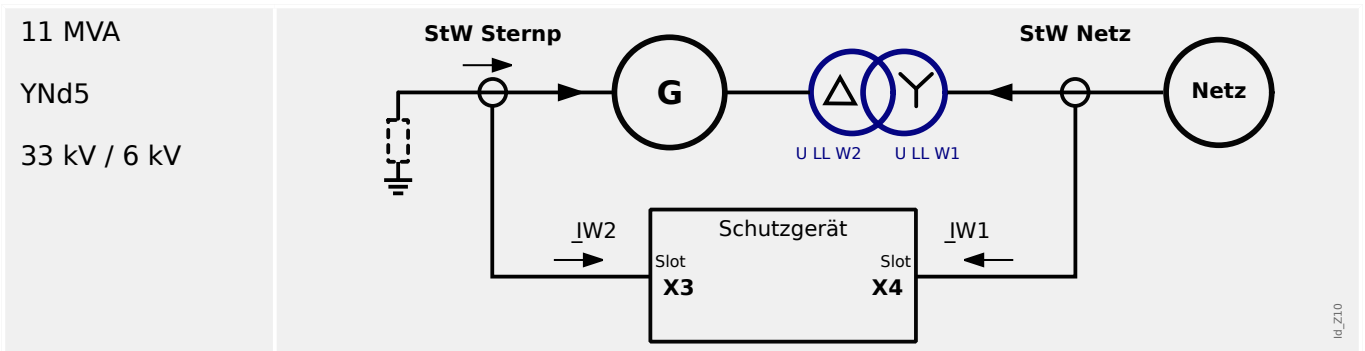 11 MVA
YNd5
33 kV / 6 kV
StW Sternp
StW Netz
G
Netz
U LL W2
U LL W1
_IW2
Schutzgerät
_IW1
Slot
Slot
X3
X4
Id_Z10